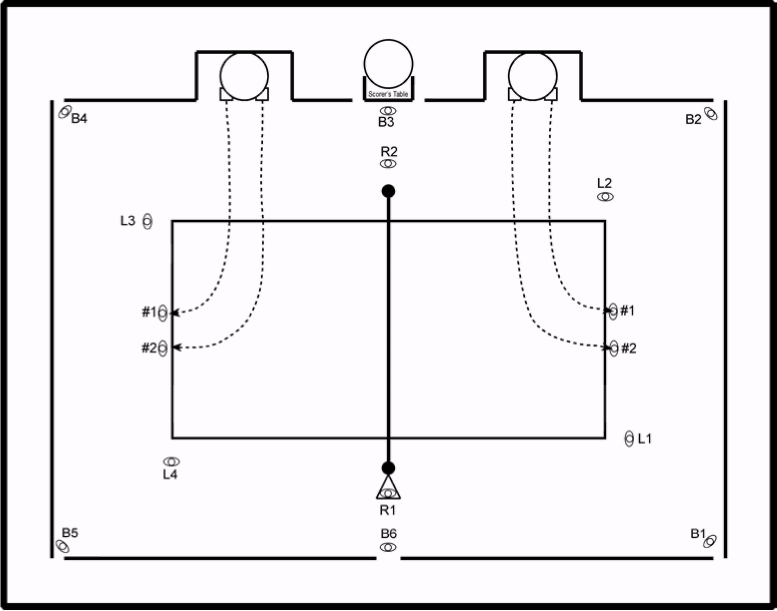 Scorer's Table
B4
B3
B2
R2
L2
L3
#1
#1
#2
#2
L1
L4
R1
B5
B6
B1